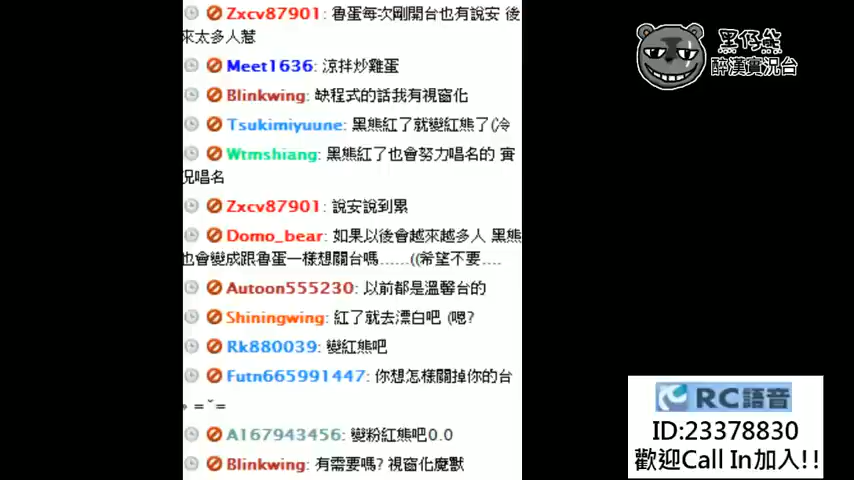 Zxcv87901: 魯蛋每次剛開台也有說安 後
來太多人惹
Meet1636: 涼拌炒雞蛋
Blinkwing: 缺程式的話我有視窗化
Tsukimiyuune: 黑熊紅了就變紅熊了(冷
Wtmshiang: 黑熊紅了也會努力唱名的 實
況唱名
Zxcv87901: 說安說到累
Domo_bear: 如果以後會越來越多人 黑熊
也會變成跟魯蛋一樣想關台嗎......((希望不要....
Autoon555230: 以前都是溫馨台的
Shiningwing: 紅了就去漂白吧 (嗯?
Rk880039: 變紅熊吧
Futn665991447: 你想怎樣關掉你的台
, =ˇ=
A167943456: 變粉紅熊吧0.0
Blinkwing: 有需要嗎? 視窗化魔獸
黑仔熊
醉漢實況台
RC語音
ID:23378830
歡迎Call In加入!!